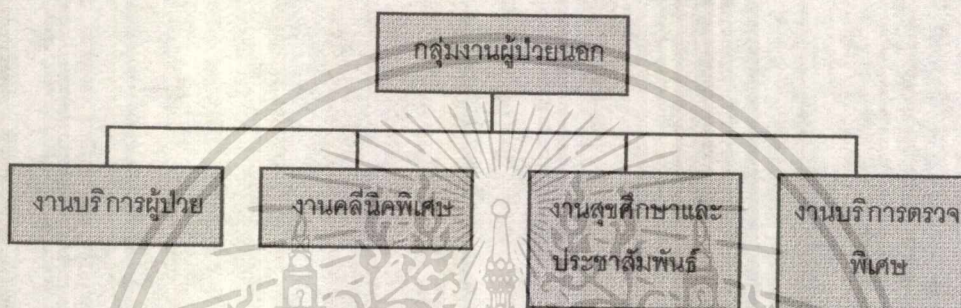 กลุ่มงานผู้ป่วยนอก
งานบริการผู้ป่วย
งานคลีนิคพิเศษ
งานสุขศึกษาและ
ประชาสัมพันธ์
งานบริการตรวจ
พิเศษ